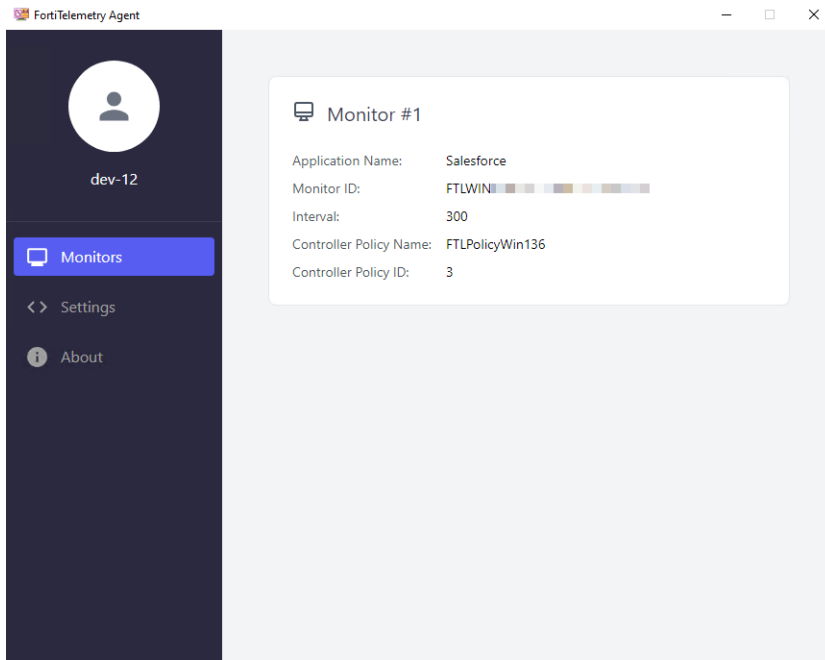 FortiTelemetry Agent
dev-12
Monitors
Settings
About
Monitor #1
Application Name: Salesforce
Monitor ID: FTLWIN
Interval: 300
Controller Policy Name: FTLPolicyWin136
Controller Policy ID: 3